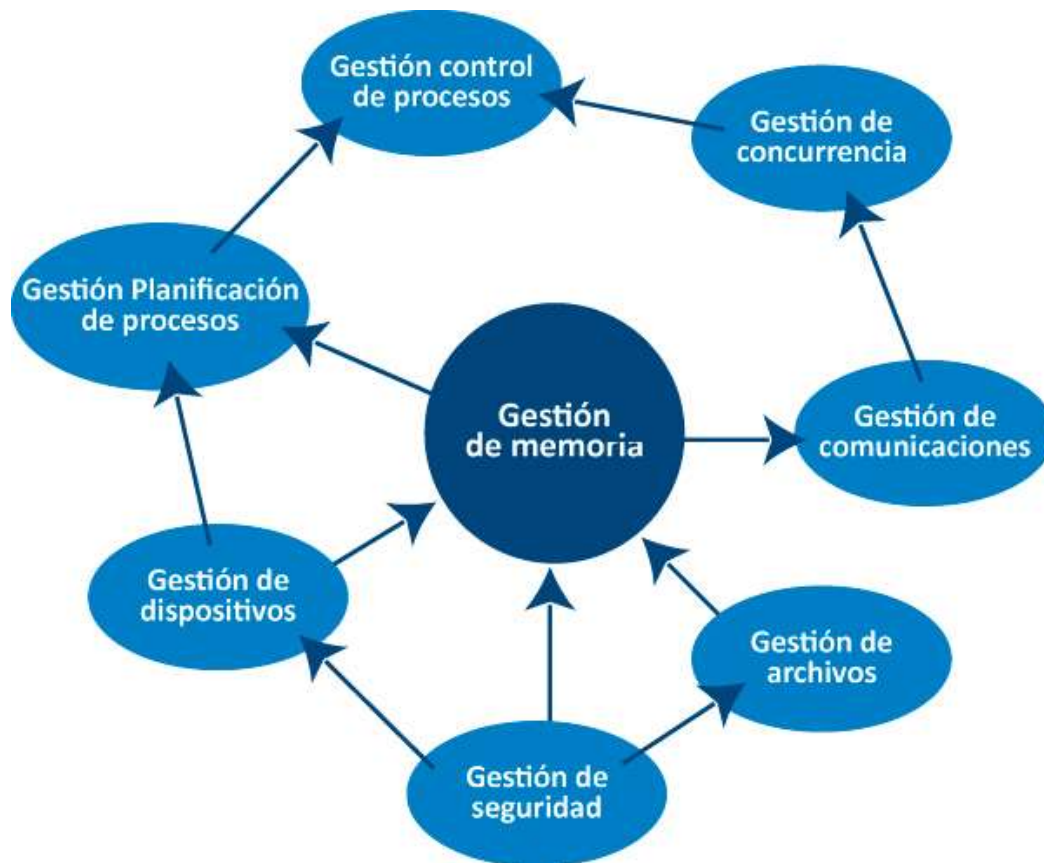 Gestión control
de procesos
Gestión de
concurrencia
Gestión Planificación
de procesos
Gestión
de memoria
Gestión de
comunicaciones
Gestión de
dispositivos
Gestión de
archivos
Gestión de
seguridad